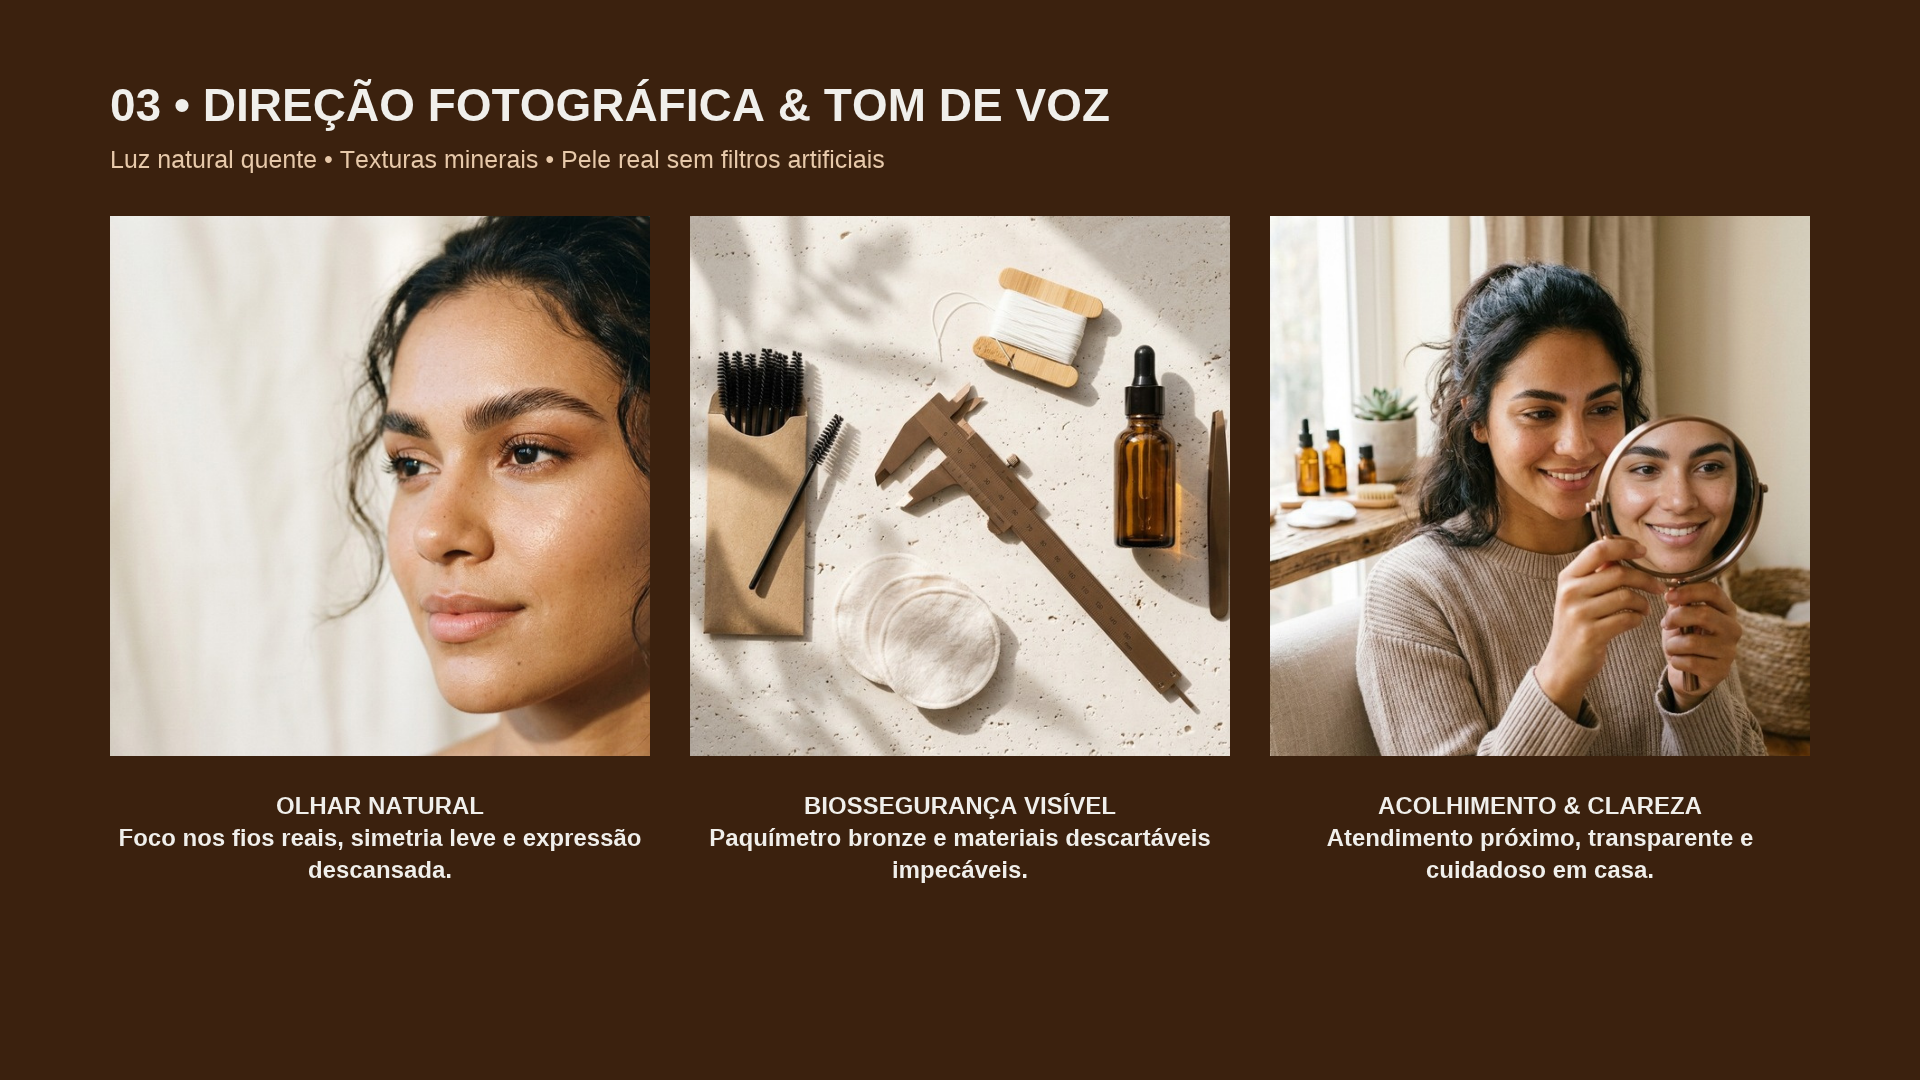 03 • DIREÇÃO FOTOGRÁFICA & TOM DE VOZ
Luz natural quente • Texturas minerais • Pele real sem filtros artificiais
OLHAR NATURAL
Foco nos fios reais, simetria leve e expressão
descansada.
BIOSSEGURANÇA VISÍVEL
Paquímetro bronze e materiais descartáveis
impecáveis.
ACOLHIMENTO & CLAREZA
Atendimento próximo, transparente e
cuidadoso em casa.